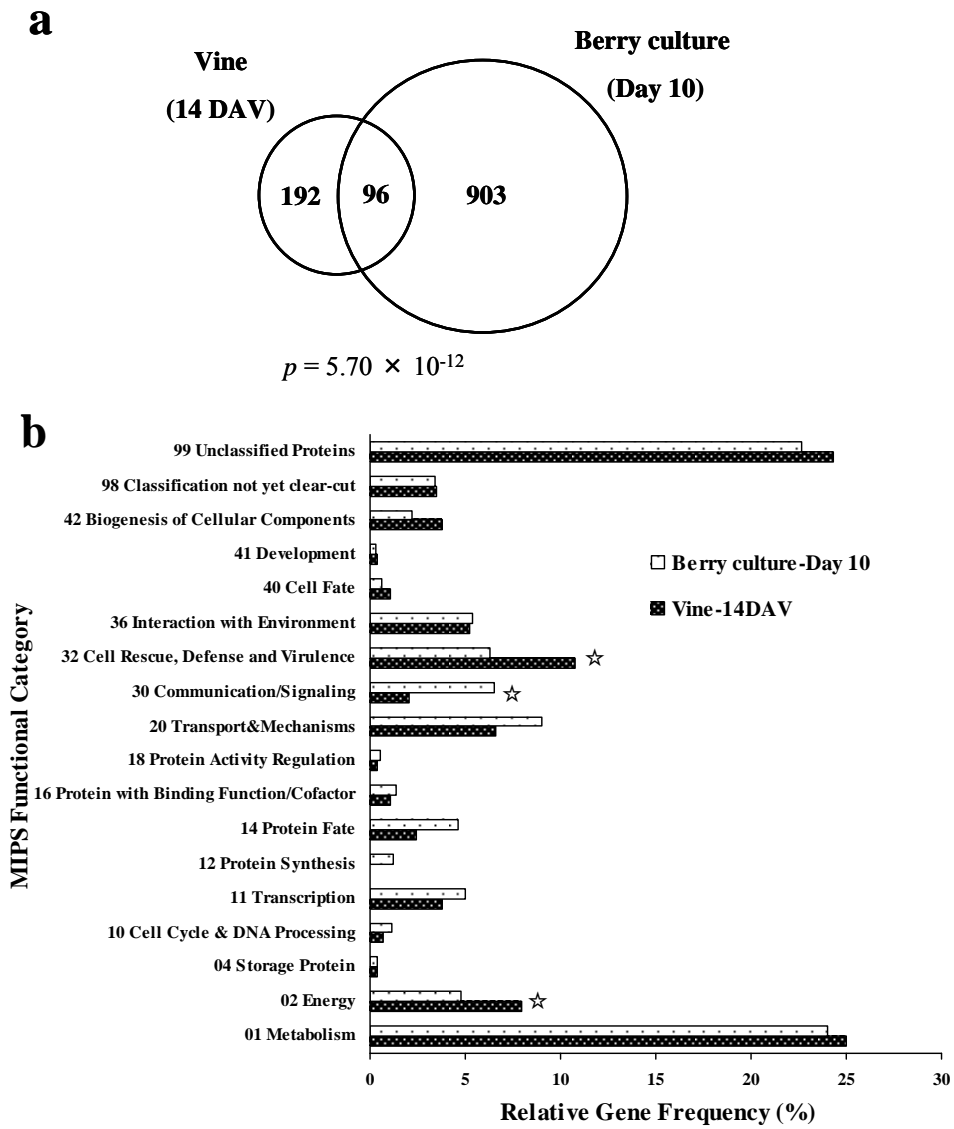 a
Vine
(14 DAV)
Berry culture
(Day 10)
192
96
903
p = 5.70 × 10-12
b
MIPS Functional Category
99 Unclassified Proteins
98 Classification not yet clear-cut
42 Biogenesis of Cellular Components
41 Development
40 Cell Fate
36 Interaction with Environment
32 Cell Rescue, Defense and Virulence
30 Communication/Signaling
20 Transport&Mechanisms
18 Protein Activity Regulation
16 Protein with Binding Function/Cofactor
14 Protein Fate
12 Protein Synthesis
11 Transcription
10 Cell Cycle & DNA Processing
04 Storage Protein
02 Energy
01 Metabolism
Berry culture-Day 10
Vine-14DAV
0 5 10 15 20 25 30
Relative Gene Frequency (%)